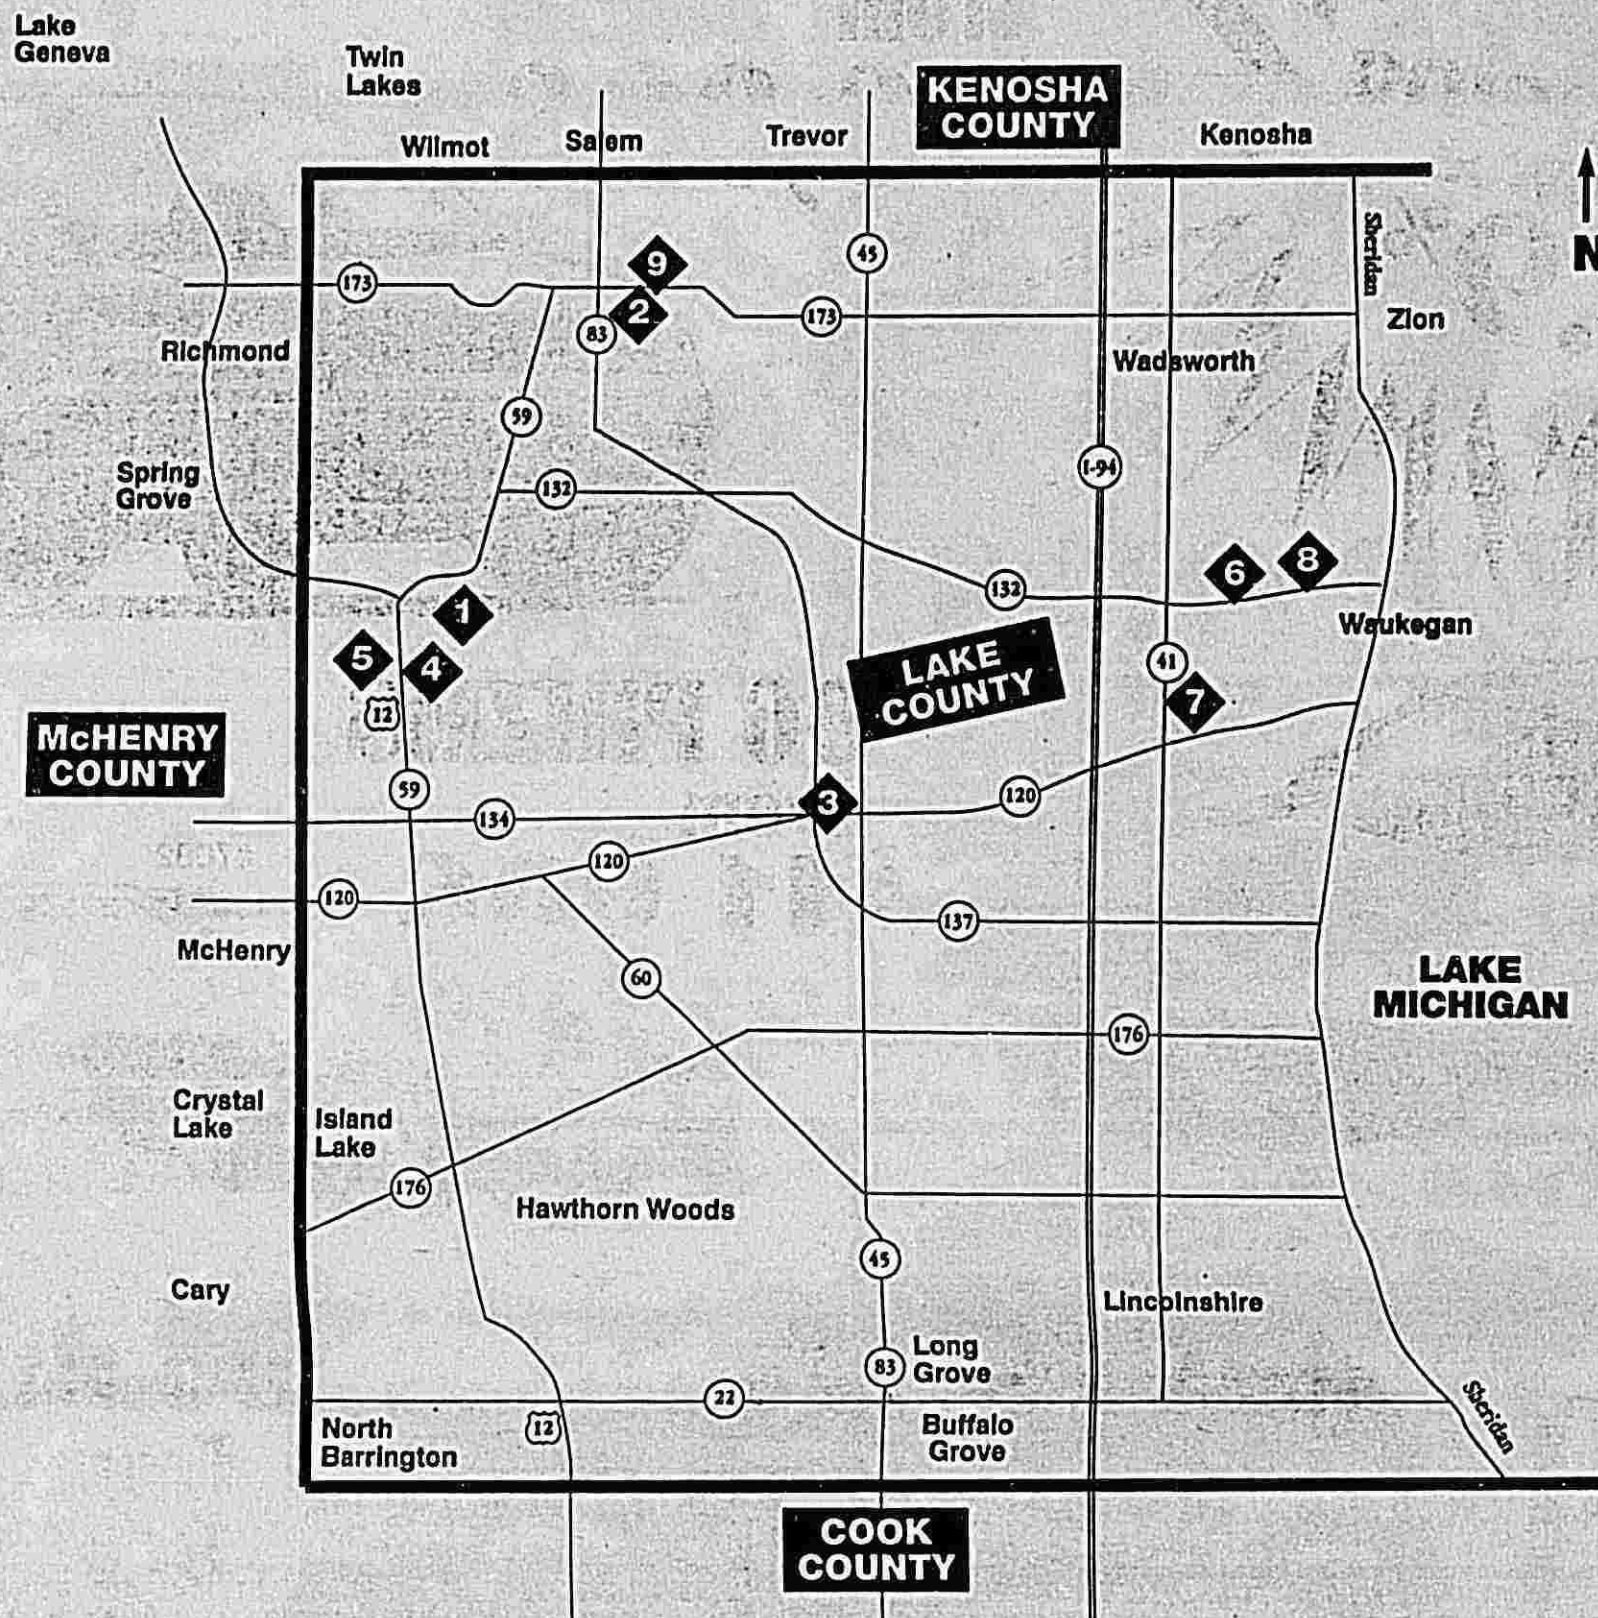 Lake
Geneva
Twin
Lakes
KENOSHA
COUNTY
Wilmot
Salem
Trevor
Kenosha
Sheridan
N
9
45
173
2
83
173
Zion
Richmond
Wadsworth
59
Spring
Grove
132
I-94
6
8
132
1
Waukegan
5
4
LAKE
COUNTY
41
7
12
McHENRY
COUNTY
59
3
120
134
120
120
137
McHenry
60
LAKE
MICHIGAN
176
Crystal
Lake
Island
Lake
176
Hawthorn Woods
45
Cary
Lincolnshire
Long
Grove
83
22
Sheridan
North
Barrington
12
Buffalo
Grove
COOK
COUNTY